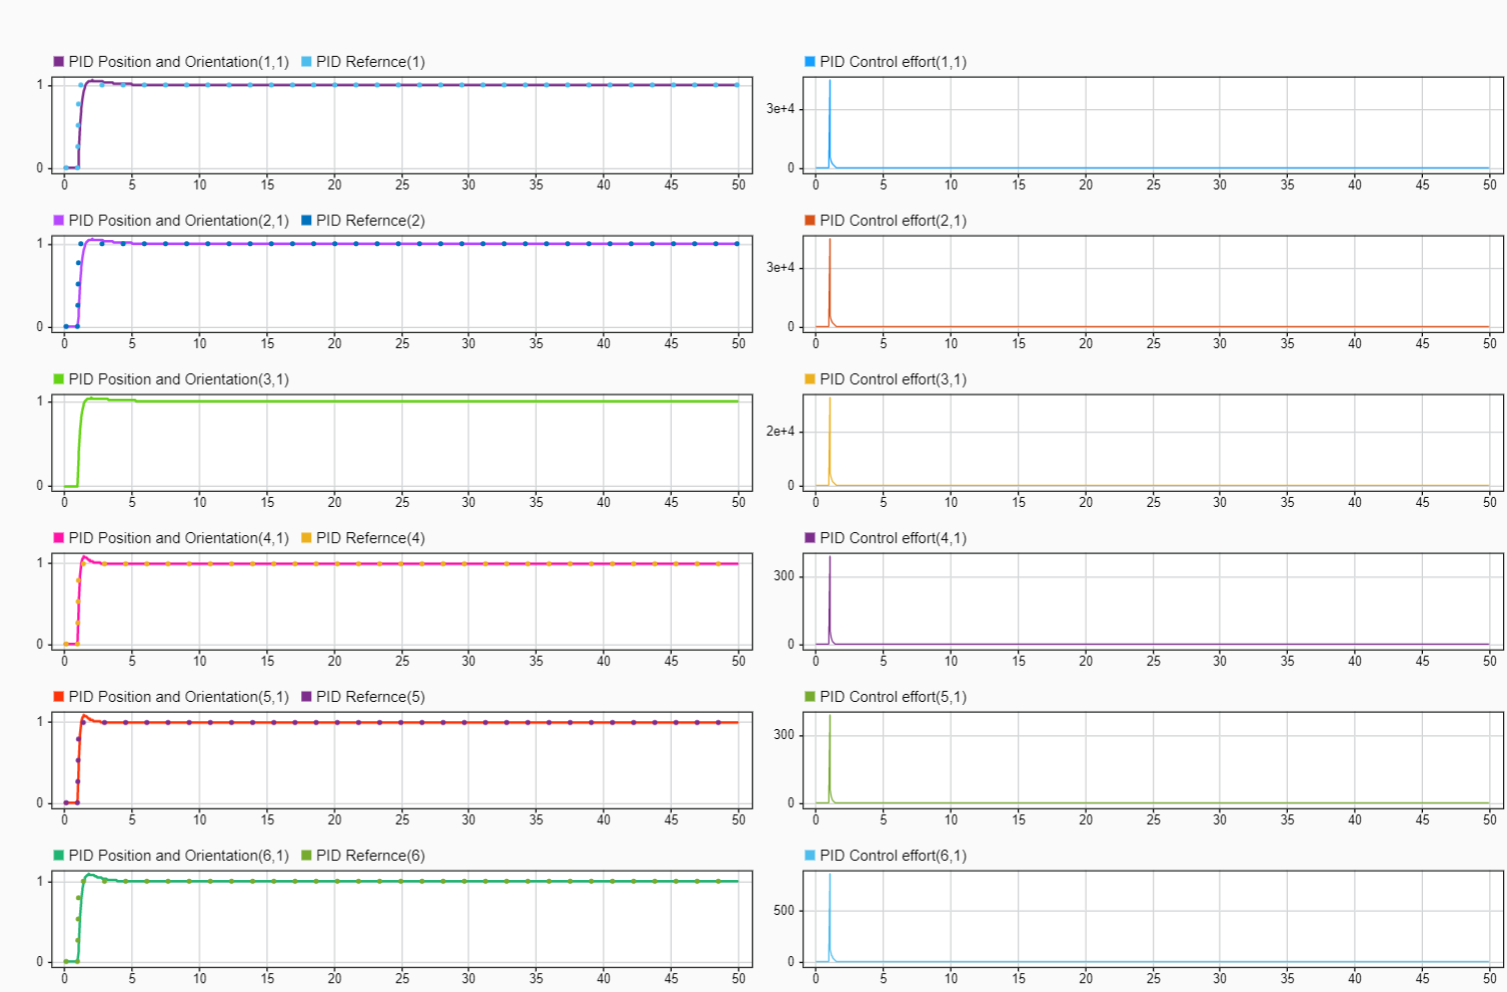 PID Position and Orientation(1,1) PID Refernce(1)
1
0
0 5 10 15 20 25 30 35 40 45 50
PID Control effort(1,1)
3e+4
0
0 5 10 15 20 25 30 35 40 45 50
PID Position and Orientation(2,1) PID Refernce(2)
1
0
0 5 10 15 20 25 30 35 40 45 50
PID Control effort(2,1)
3e+4
0
0 5 10 15 20 25 30 35 40 45 50
PID Position and Orientation(3,1)
1
0
0 5 10 15 20 25 30 35 40 45 50
PID Control effort(3,1)
2e+4
0
0 5 10 15 20 25 30 35 40 45 50
PID Position and Orientation(4,1) PID Refernce(4)
1
0
0 5 10 15 20 25 30 35 40 45 50
PID Control effort(4,1)
300
0
0 5 10 15 20 25 30 35 40 45 50
PID Position and Orientation(5,1) PID Refernce(5)
1
0
0 5 10 15 20 25 30 35 40 45 50
PID Control effort(5,1)
300
0
0 5 10 15 20 25 30 35 40 45 50
PID Position and Orientation(6,1) PID Refernce(6)
1
0
0 5 10 15 20 25 30 35 40 45 50
PID Control effort(6,1)
500
0
0 5 10 15 20 25 30 35 40 45 50